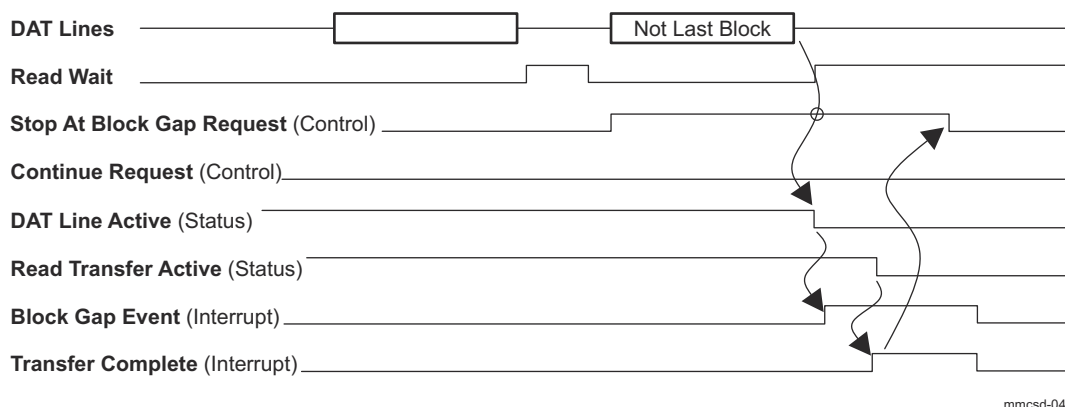 DAT Lines
Not Last Block
Read Wait
Stop At Block Gap Request (Control)
Continue Request (Control)
DAT Line Active (Status)
Read Transfer Active (Status)
Block Gap Event (Interrupt)
Transfer Complete (Interrupt)
mmcsd-04